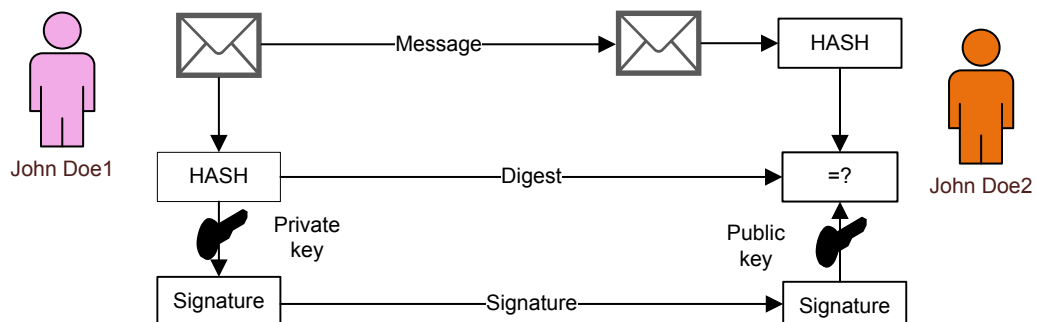 Message
HASH
John Doe1
HASH
Digest
=?
John Doe2
Private
key
Public
key
Signature
Signature
Signature